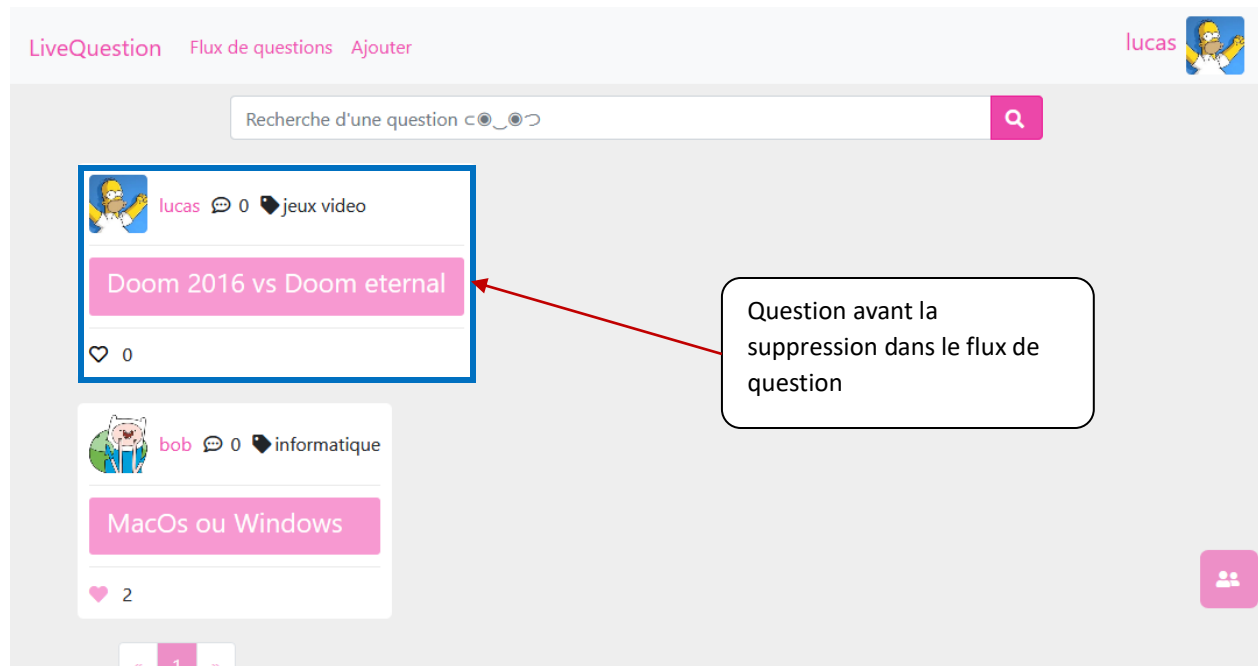 LiveQuestion Flux de questions Ajouter lucas
Recherche d'une question ⊂◉‿◉つ
lucas 0 jeux video
Doom 2016 vs Doom eternal
0
Question avant la
suppression dans le flux de
question
bob 0 informatique
MacOs ou Windows
2
« 1 »